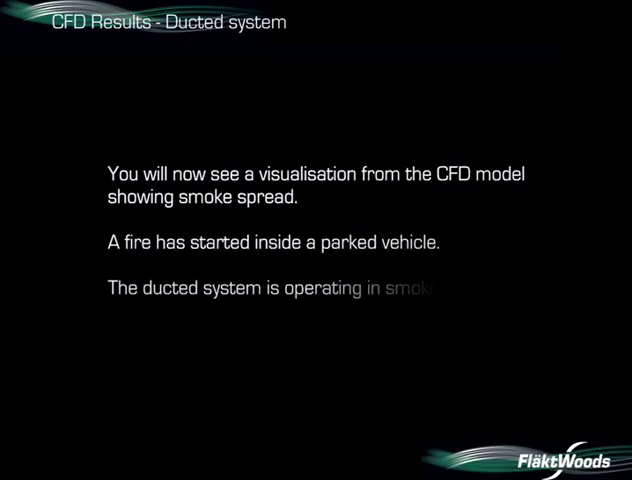 CFD Results - Ducted system
You will now see a visualisation from the CFD model
showing smoke spread.
A fire has started inside a parked vehicle.
The ducted system is operating in smoke
FläktWoods